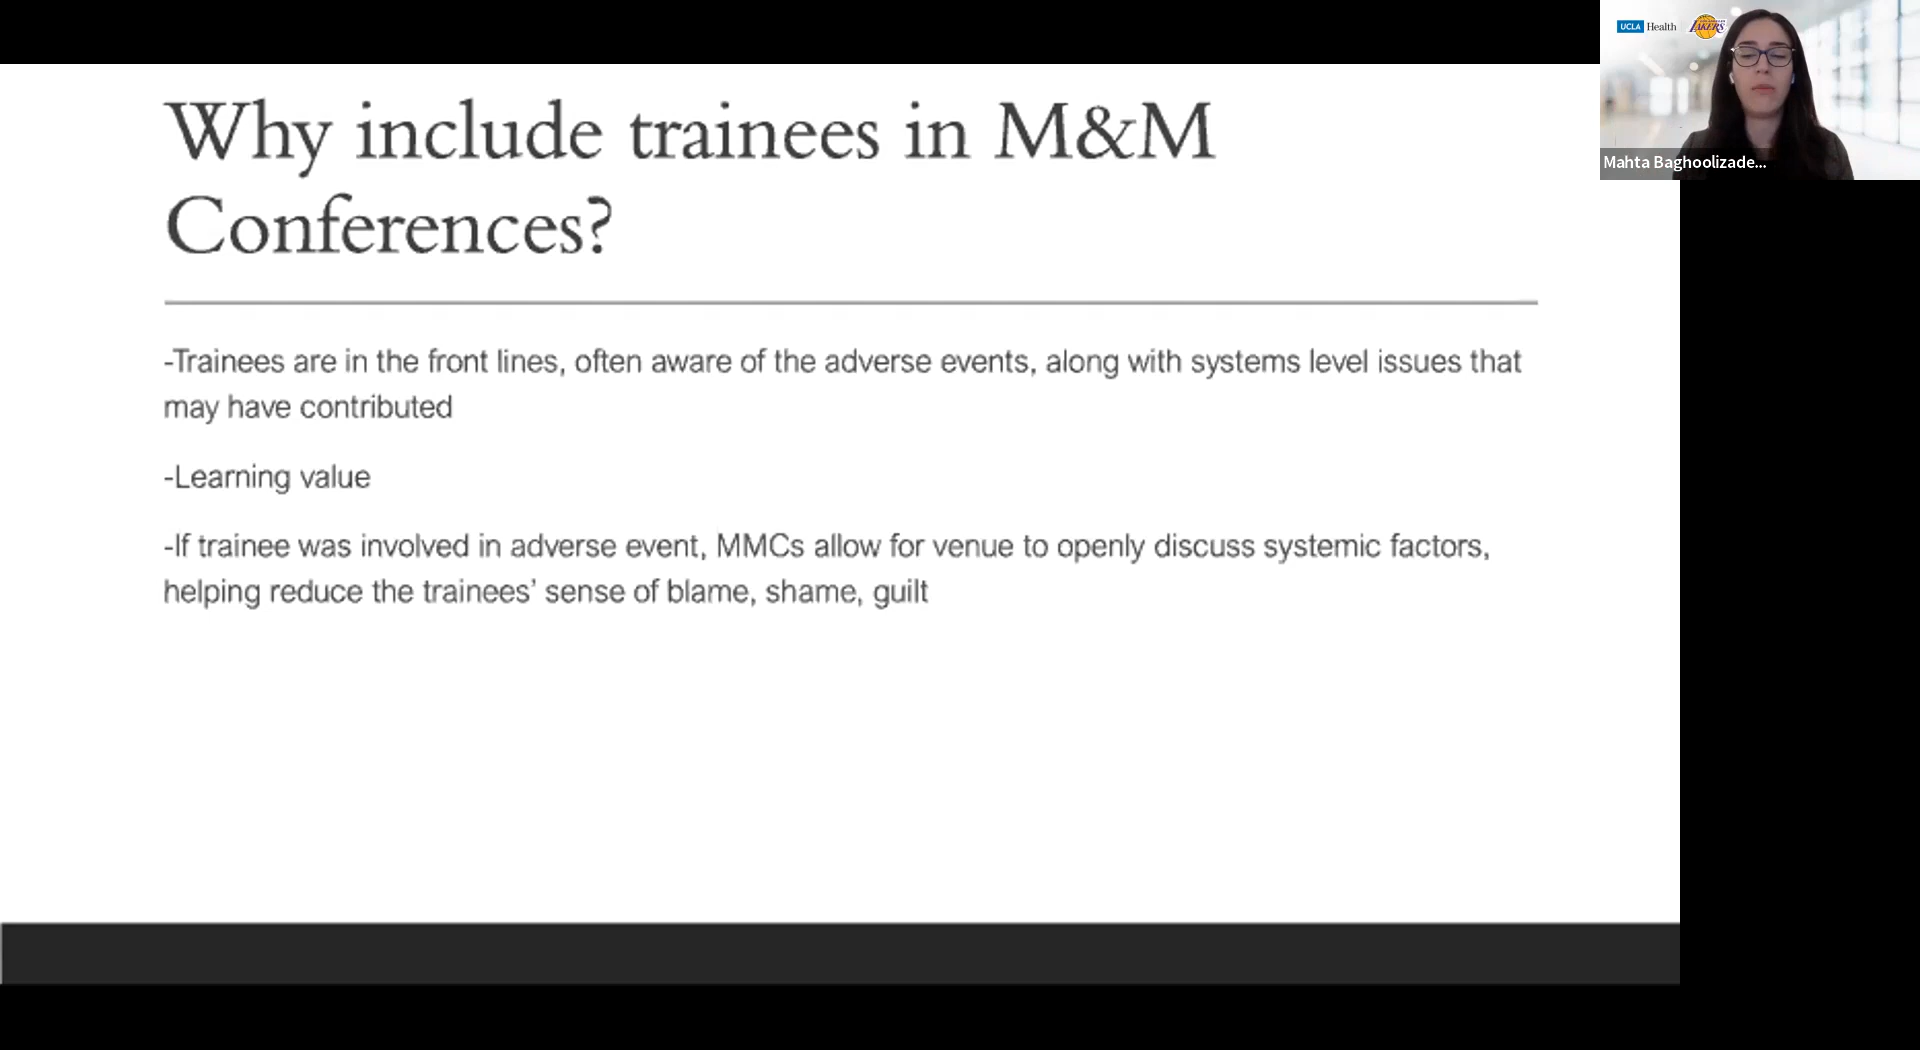 Why include trainees in M&M
Conferences?
-Trainees are in the front lines, often aware of the adverse events, along with systems level issues that
may have contributed
-Learning value
-If trainee was involved in adverse event, MMCs allow for venue to openly discuss systemic factors,
helping reduce the trainees’ sense of blame, shame, guilt
UCLA Health
LAKERS
Mahta Baghoolizade...